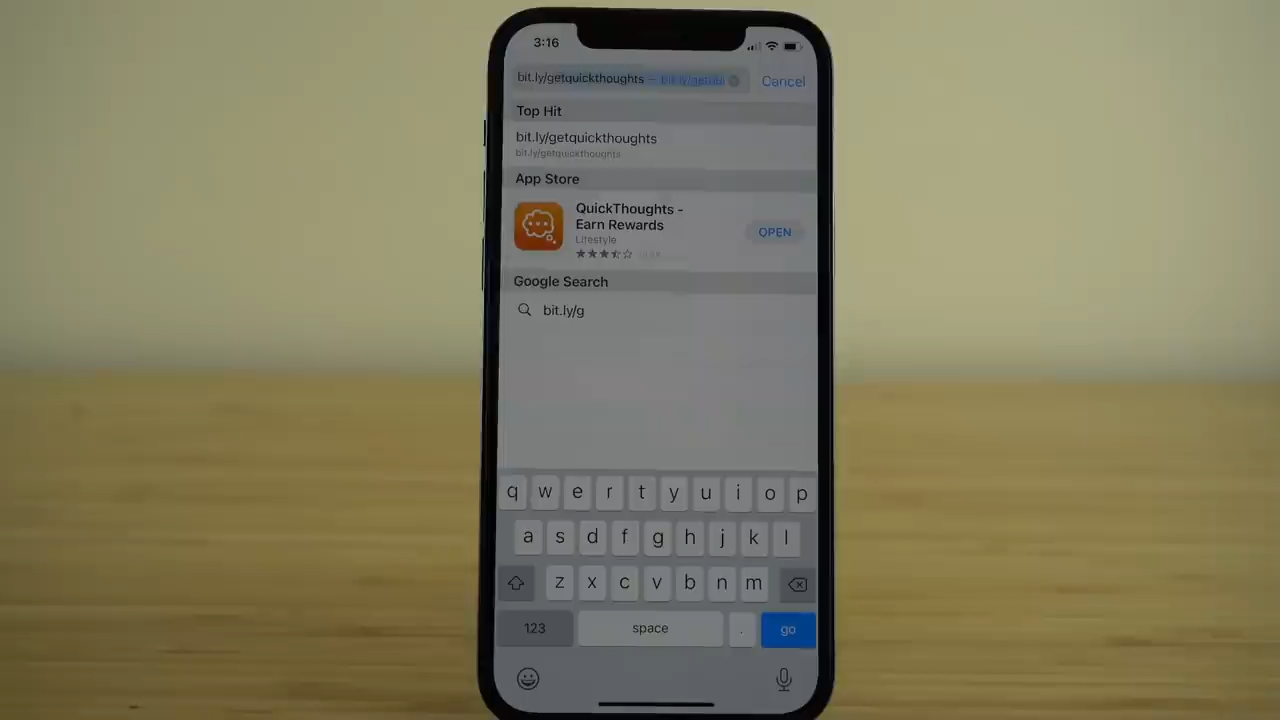 3:16
bit.ly/getquickthoughts – bit.ly/getqui
Cancel
Top Hit
bit.ly/getquickthoughts
bit.ly/getquickthoughts
App Store
QuickThoughts -
Earn Rewards
Lifestyle
OPEN
Google Search
bit.ly/g
q w e r t y u i o p
a s d f g h j k l
z x c v b n m
123 space . go